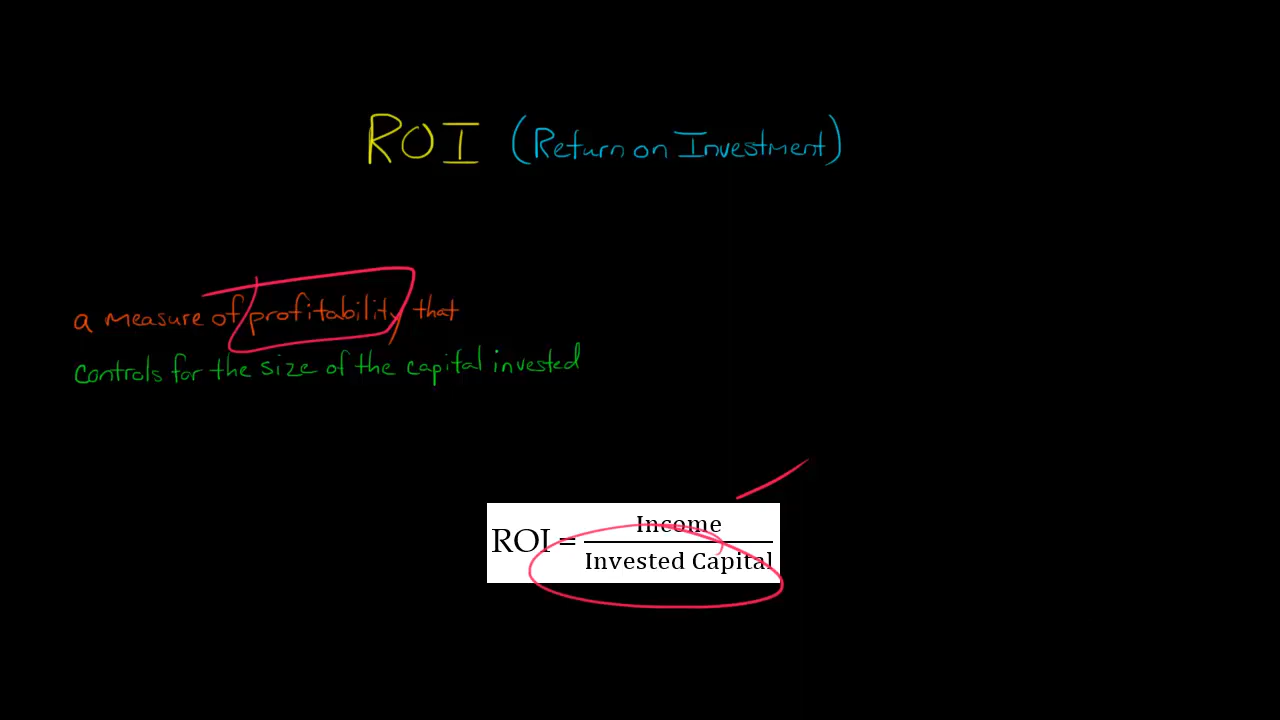 ROI (Return on Investment)
a measure of profitability that
controls for the size of the capital invested
ROI = Income / Invested Capital